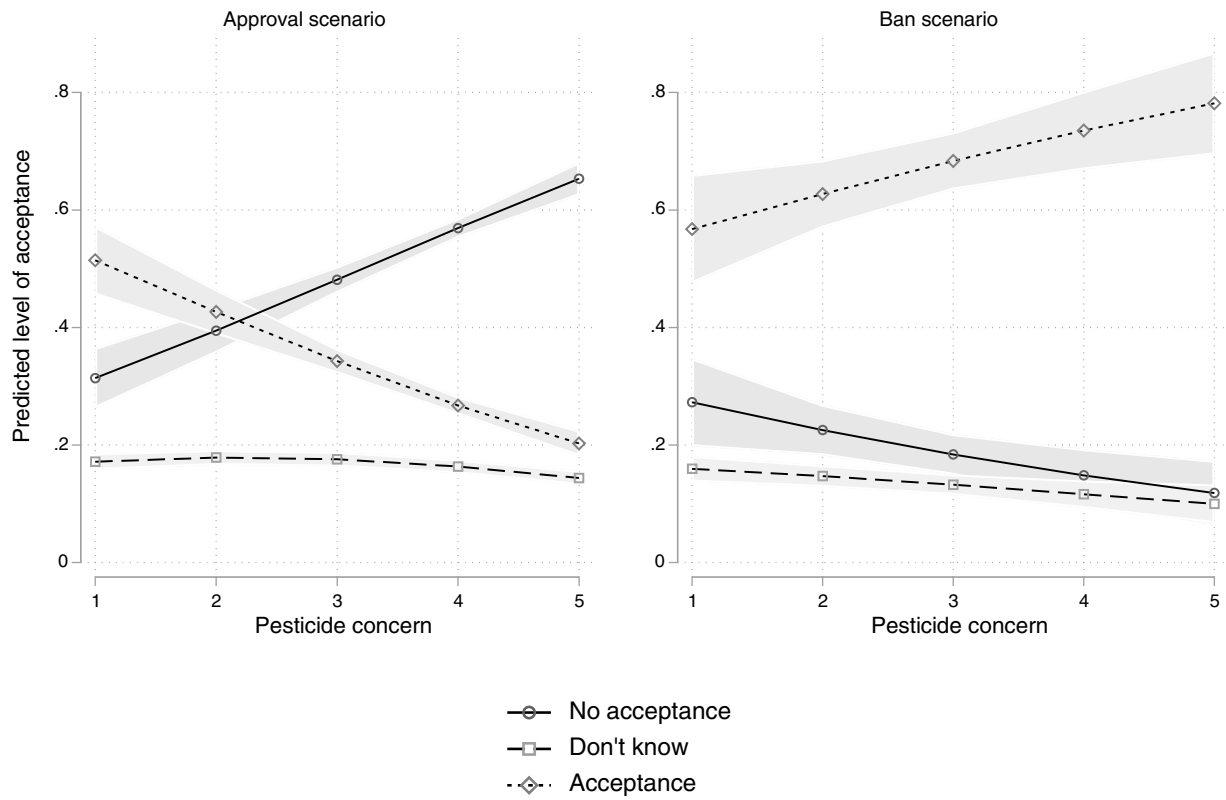 Approval scenario
Ban scenario
Predicted level of acceptance
.8
.6
.4
.2
0
1 2 3 4 5
Pesticide concern
.8
.6
.4
.2
0
1 2 3 4 5
Pesticide concern
No acceptance
Don't know
Acceptance